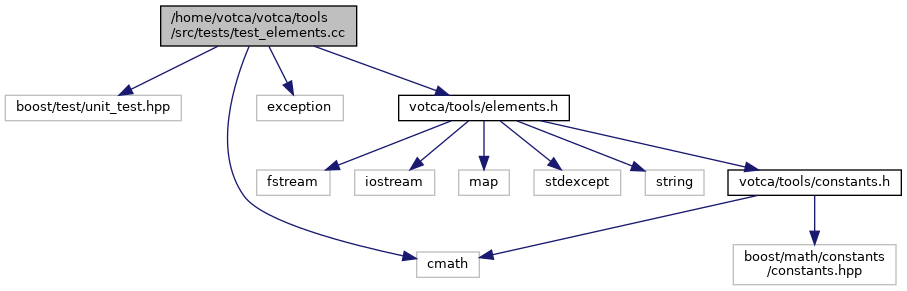 /home/votca/votca/tools
/src/tests/test_elements.cc
boost/test/unit_test.hpp
exception
votca/tools/elements.h
fstream
iostream
map
stdexcept
string
votca/tools/constants.h
cmath
boost/math/constants
/constants.hpp